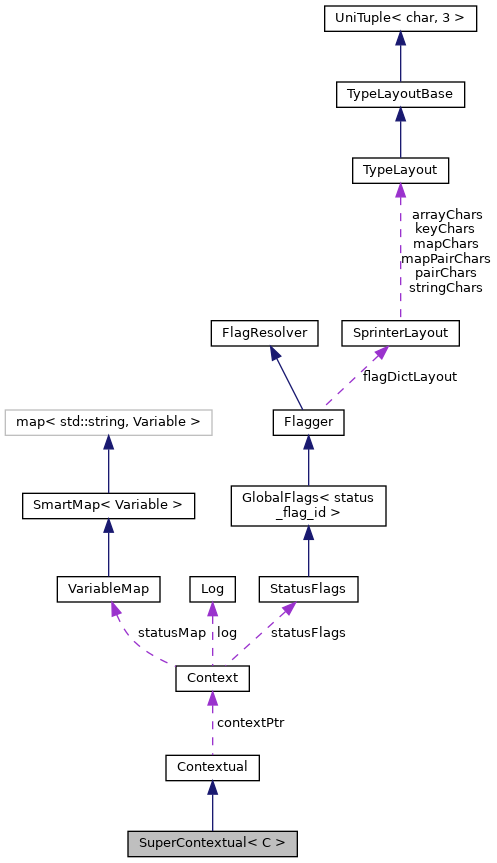 UniTuple< char, 3 >
TypeLayoutBase
TypeLayout
arrayChars
keyChars
mapChars
mapPairChars
pairChars
stringChars
FlagResolver
SprinterLayout
flagDictLayout
map< std::string, Variable >
Flagger
SmartMap< Variable >
GlobalFlags< status
_flag_id >
VariableMap
Log
StatusFlags
statusMap
log
statusFlags
Context
contextPtr
Contextual
SuperContextual< C >